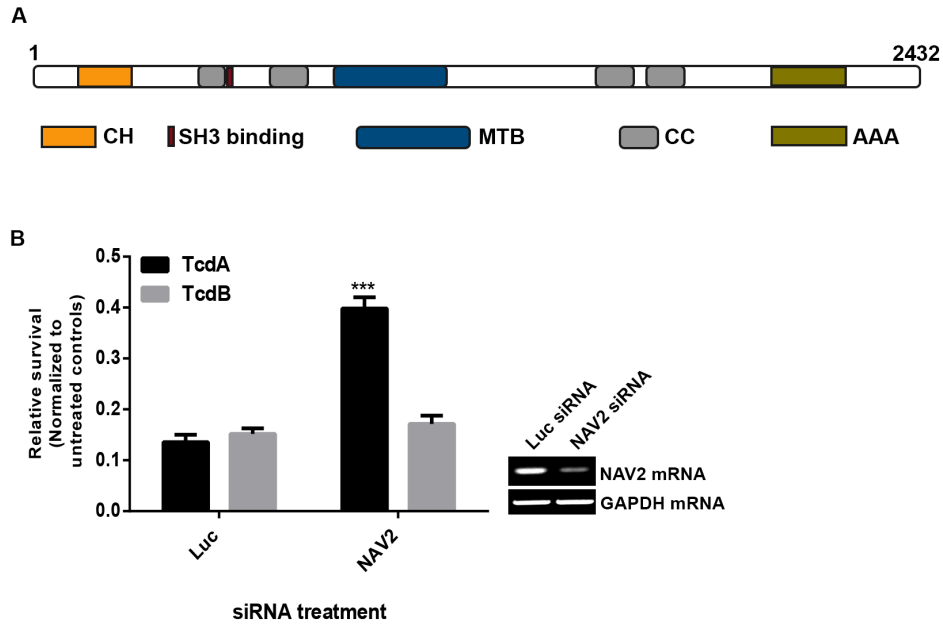 A
1 2432
CH SH3 binding MTB CC AAA
B
Relative survival
(Normalized to
untreated controls)
0.5
0.4
0.3
0.2
0.1
0.0
TcdA
TcdB
***
Luc NAV2
siRNA treatment
Luc siRNA
NAV2 siRNA
NAV2 mRNA
GAPDH mRNA